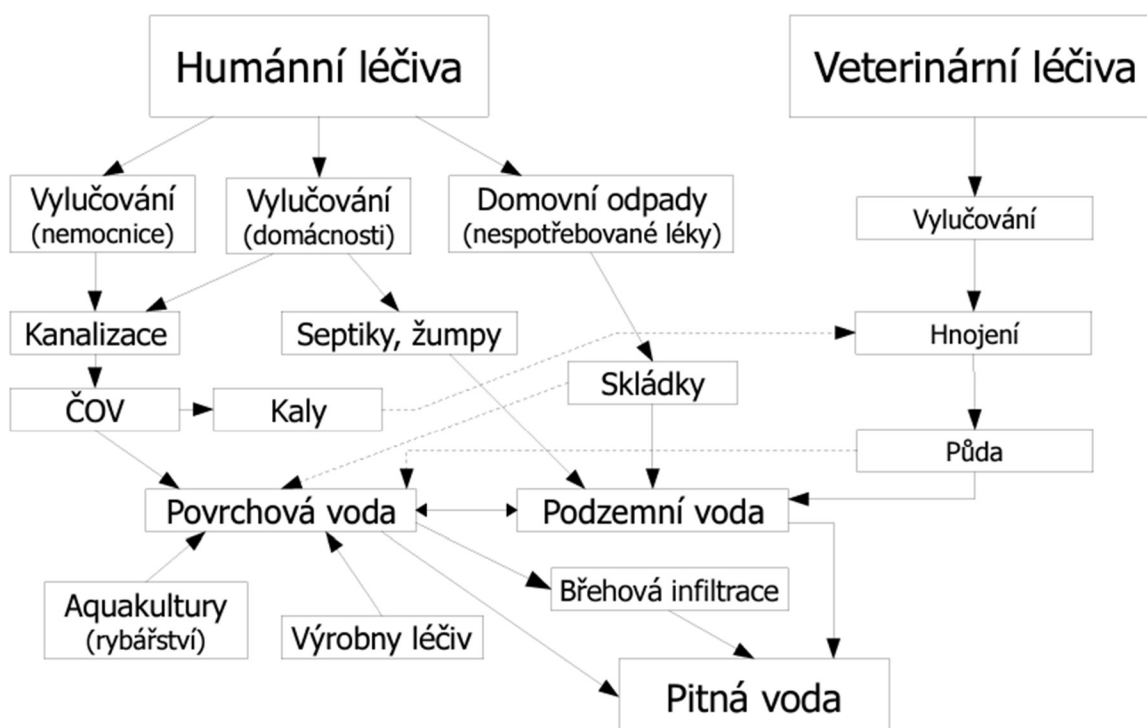 Humánní léčiva
Veterinární léčiva
Vylučování
(nemocnice)
Vylučování
(domácnosti)
Domovní odpady
(nespotřebované léky)
Vylučování
Kanalizace
Septiky, žumpy
Hnojení
Skládky
ČOV
Kaly
Půda
Povrchová voda
Podzemní voda
Břehová infiltrace
Aquakultury
(rybářství)
Výrobny léčiv
Pitná voda